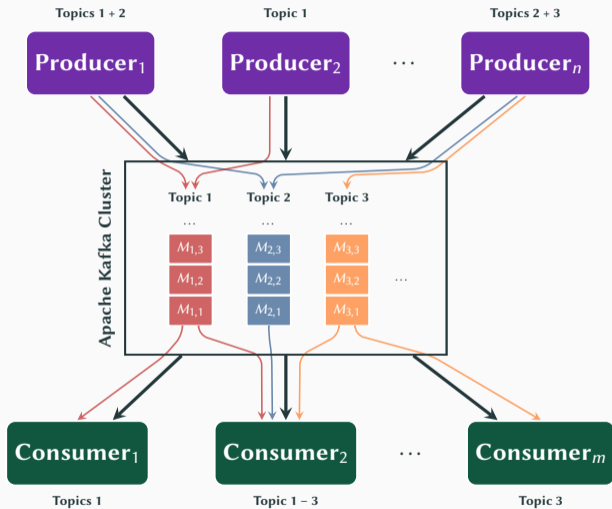 Topics 1 + 2
Topic 1
Topics 2 + 3
Producer₁
Producer₂
...
Producerₙ
Apache Kafka Cluster
Topic 1
Topic 2
Topic 3
...
...
...
M₁,₃
M₂,₃
M₃,₃
M₁,₂
M₂,₂
M₃,₂
...
M₁,₁
M₂,₁
M₃,₁
Consumer₁
Consumer₂
...
Consumerₘ
Topics 1
Topic 1 – 3
Topic 3